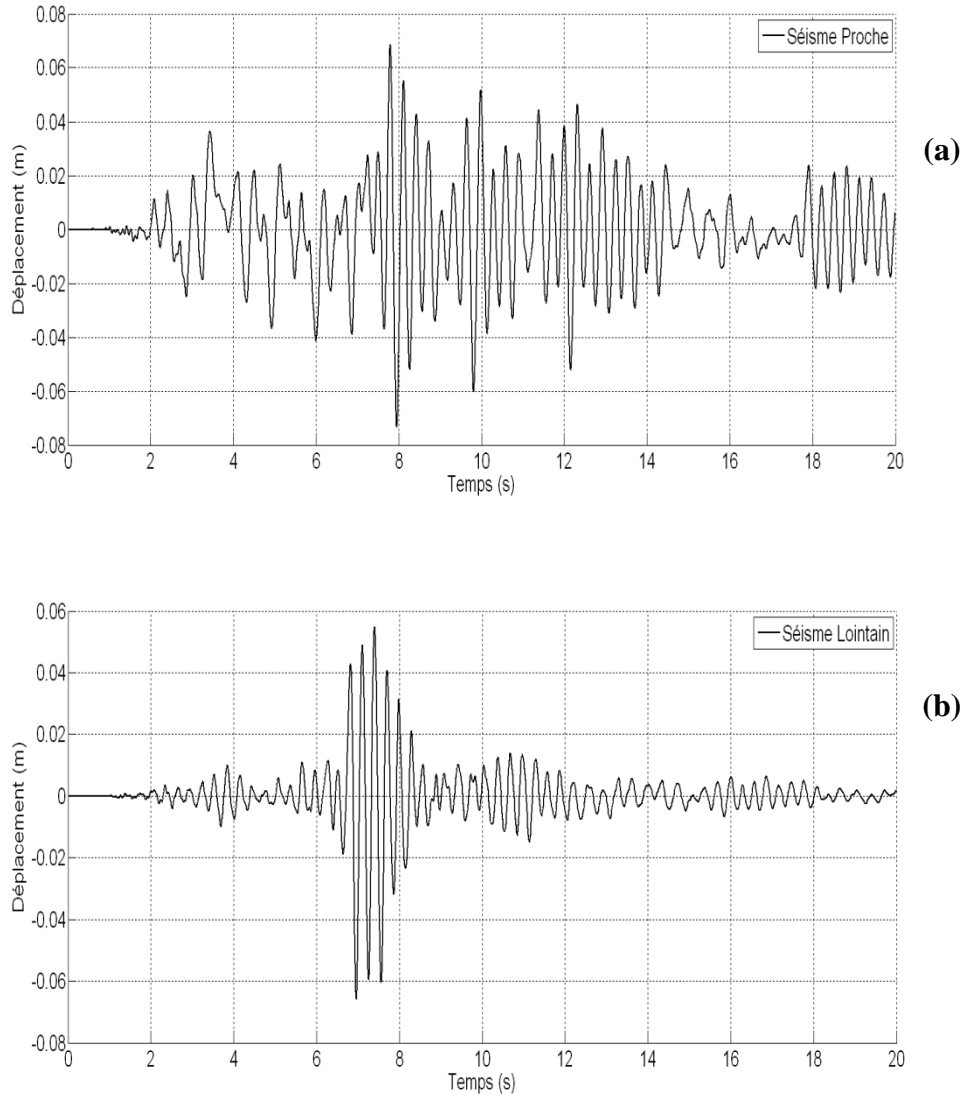 0.08
Séisme Proche
0.06
0.04
0.02
0
-0.02
-0.04
-0.06
-0.08
Déplacement (m)
0 2 4 6 8 10 12 14 16 18 20
Temps (s)
(a)
0.06
Séisme Lointain
0.04
0.02
0
-0.02
-0.04
-0.06
-0.08
Déplacement (m)
0 2 4 6 8 10 12 14 16 18 20
Temps (s)
(b)